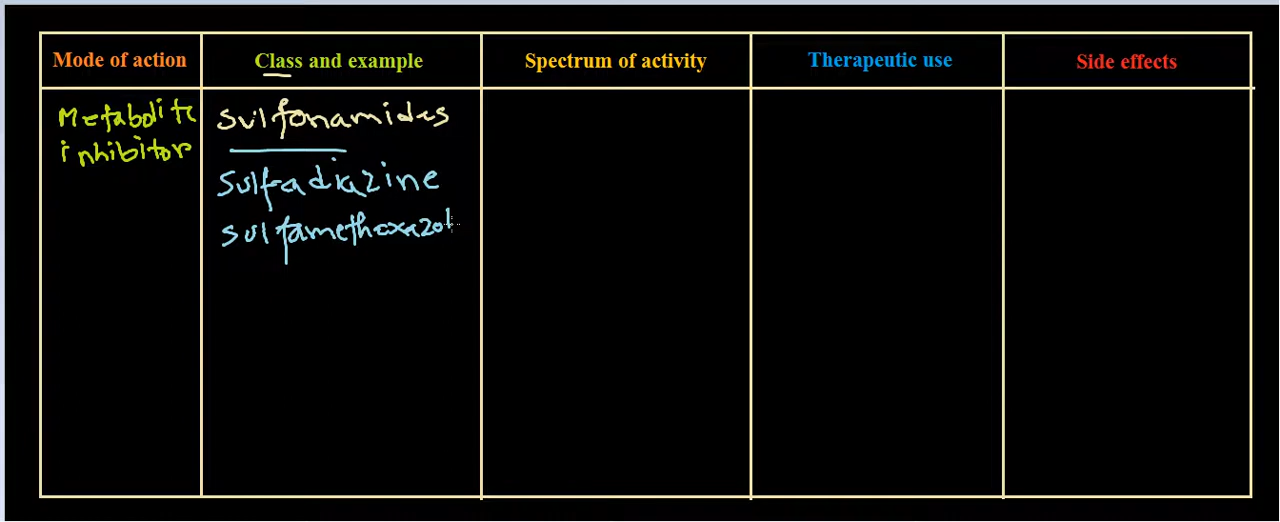 Mode of action
Class and example
Spectrum of activity
Therapeutic use
Side effects
Metabolite
inhibitor
Sulfonamides
Sulfadiazine
sulfamethoxazol